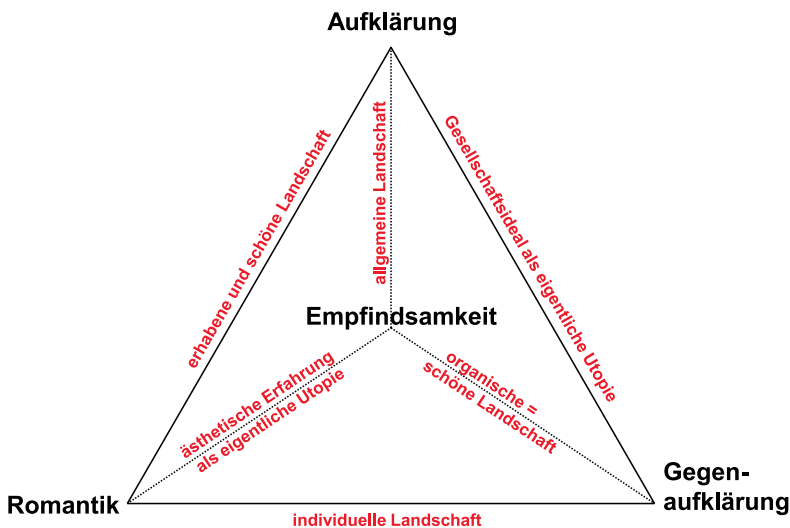 Aufklärung
erhabene und schöne Landschaft
allgemeine Landschaft
Gesellschaftsideal als eigentliche Utopie
Empfindsamkeit
ästhetische Erfahrung
als eigentliche Utopie
organische =
schöne Landschaft
Romantik
Gegen-
aufklärung
individuelle Landschaft